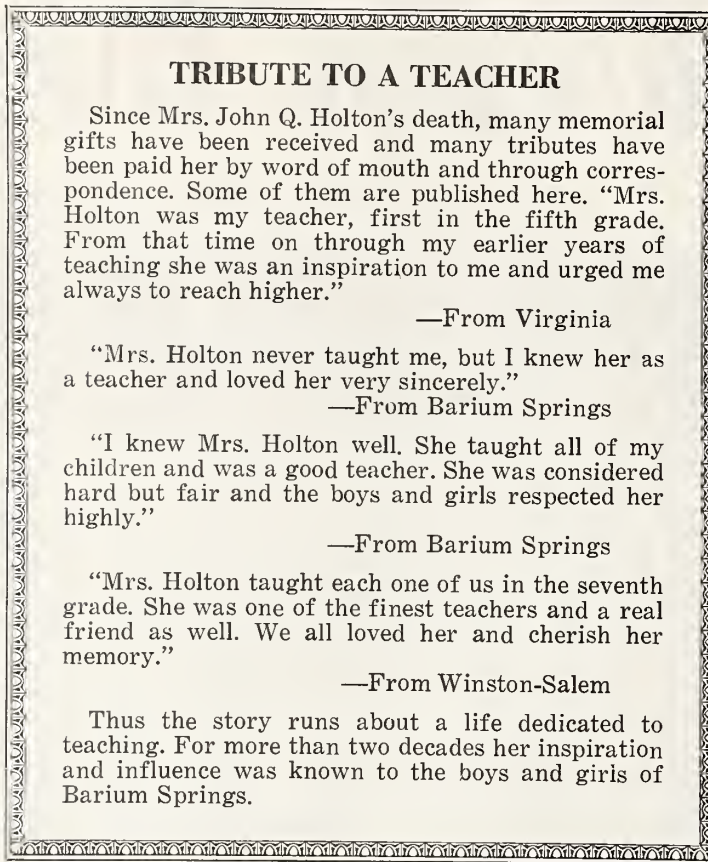 TRIBUTE TO A TEACHER
Since Mrs. John Q. Holton's death, many memorial
gifts have been received and many tributes have
been paid her by word of mouth and through corres-
pondence. Some of them are published here. "Mrs.
Holton was my teacher, first in the fifth grade.
From that time on through my earlier years of
teaching she was an inspiration to me and urged me
always to reach higher."
—From Virginia
"Mrs. Holton never taught me, but I knew her as
a teacher and loved her very sincerely."
—From Barium Springs
"I knew Mrs. Holton well. She taught all of my
children and was a good teacher. She was considered
hard but fair and the boys and girls respected her
highly."
—From Barium Springs
"Mrs. Holton taught each one of us in the seventh
grade. She was one of the finest teachers and a real
friend as well. We all loved her and cherish her
memory."
—From Winston-Salem
Thus the story runs about a life dedicated to
teaching. For more than two decades her inspiration
and influence was known to the boys and giris of
Barium Springs.